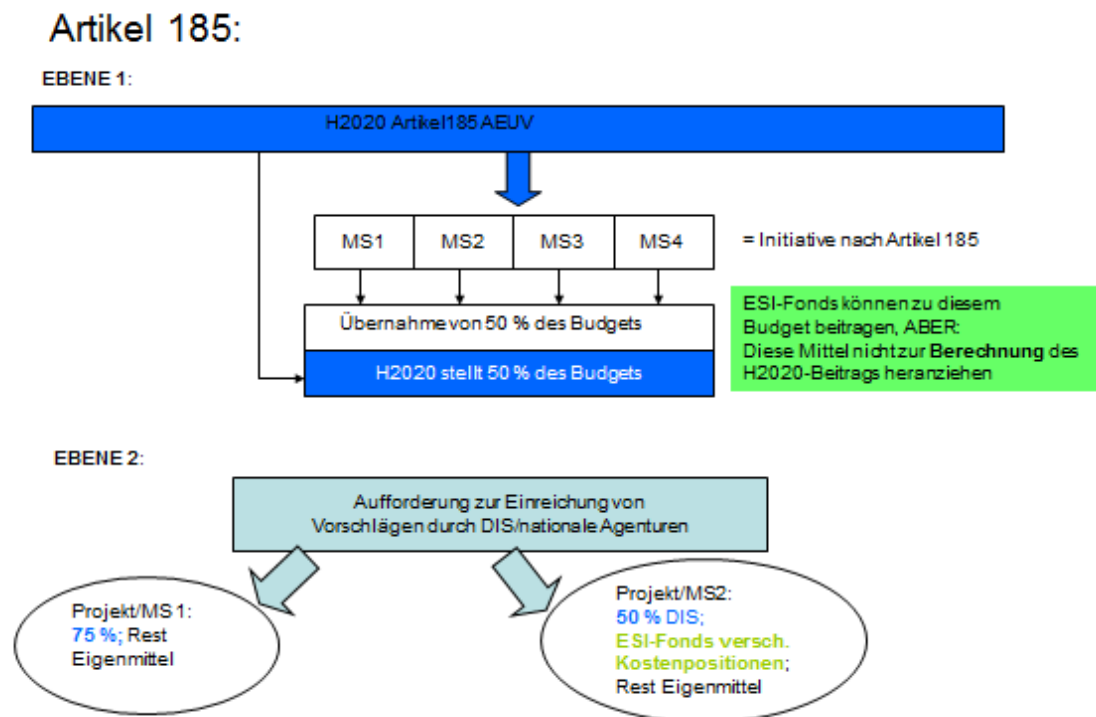 Artikel 185:
EBENE 1:
H2020 Artikel185 AEUV
MS1 MS2 MS3 MS4
= Initiative nach Artikel 185
Übernahme von 50 % des Budgets
H2020 stellt 50 % des Budgets
ESI-Fonds können zu diesem
Budget beitragen, ABER:
Diese Mittel nicht zur Berechnung des
H2020-Beitrags heranziehen
EBENE 2:
Aufforderung zur Einreichung von
Vorschlägen durch DIS/nationale Agenturen
Projekt/MS 1:
75 %; Rest
Eigenmittel
Projekt/MS2:
50 % DIS;
ESI-Fonds versch.
Kostenpositionen;
Rest Eigenmittel